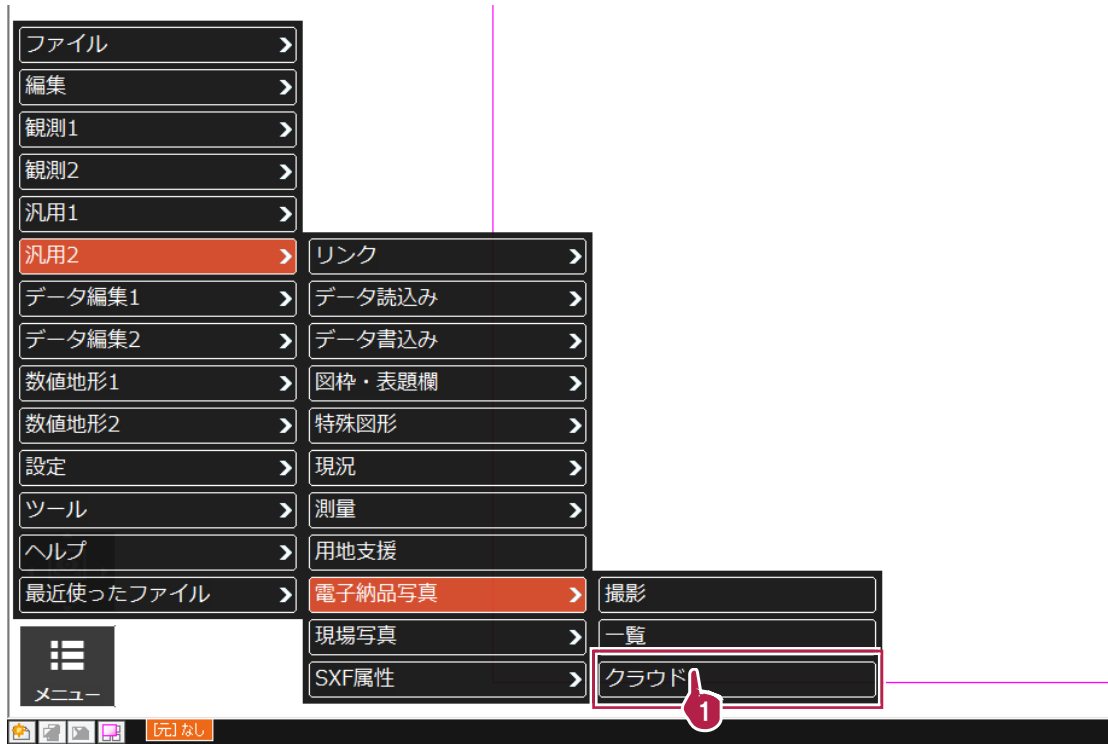 ファイル
編集
観測1
観測2
汎用1
汎用2
データ編集1
データ編集2
数値地形1
数値地形2
設定
ツール
ヘルプ
最近使ったファイル
リンク
データ読込み
データ書込み
図枠・表題欄
特殊図形
現況
測量
用地支援
電子納品写真
現場写真
SXF属性
撮影
一覧
クラウド
1
メニュー
[元]なし